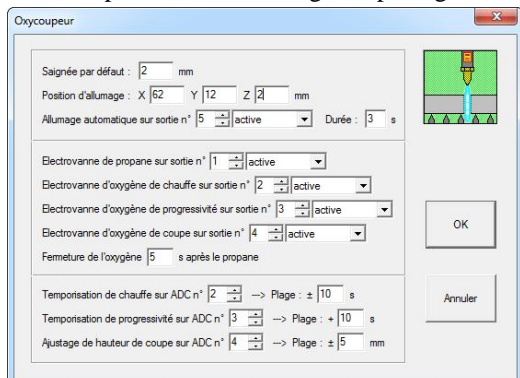 Oxycoupeur
Saignée par défaut : 2 mm
Position d'allumage : X 62 Y 12 Z 2 mm
Allumage automatique sur sortie n° 5 active Durée : 3 s
Electrovanne de propane sur sortie n° 1 active
Electrovanne d'oxygène de chauffe sur sortie n° 2 active
Electrovanne d'oxygène de progressivité sur sortie n° 3 active
Electrovanne d'oxygène de coupe sur sortie n° 4 active
Fermeture de l'oxygène 5 s après le propane
OK
Temporisation de chauffe sur ADC n° 2 --> Plage : ± 10 s
Temporisation de progressivité sur ADC n° 3 --> Plage : + 10 s
Ajustage de hauteur de coupe sur ADC n° 4 --> Plage : ± 5 mm
Annuler